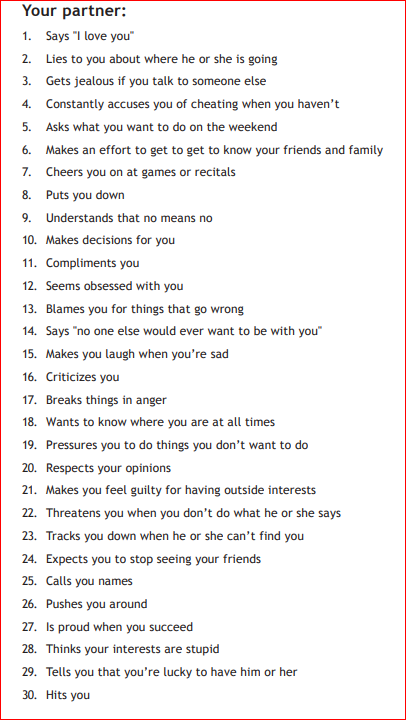 Your partner:
1. Says "I love you"
2. Lies to you about where he or she is going
3. Gets jealous if you talk to someone else
4. Constantly accuses you of cheating when you haven't
5. Asks what you want to do on the weekend
6. Makes an effort to get to get to know your friends and family
7. Cheers you on at games or recitals
8. Puts you down
9. Understands that no means no
10. Makes decisions for you
11. Compliments you
12. Seems obsessed with you
13. Blames you for things that go wrong
14. Says "no one else would ever want to be with you"
15. Makes you laugh when you're sad
16. Criticizes you
17. Breaks things in anger
18. Wants to know where you are at all times
19. Pressures you to do things you don't want to do
20. Respects your opinions
21. Makes you feel guilty for having outside interests
22. Threatens you when you don't do what he or she says
23. Tracks you down when he or she can't find you
24. Expects you to stop seeing your friends
25. Calls you names
26. Pushes you around
27. Is proud when you succeed
28. Thinks your interests are stupid
29. Tells you that you're lucky to have him or her
30. Hits you